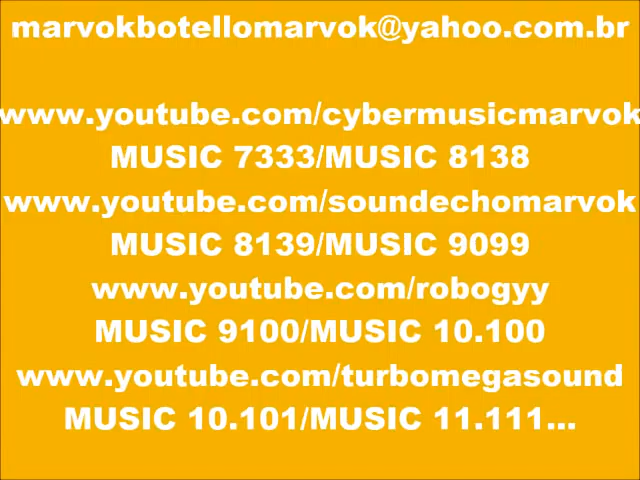 marvokbotellomarvok@yahoo.com.br
www.youtube.com/cybermusicmarvok
MUSIC 7333/MUSIC 8138
www.youtube.com/soundechomarvok
MUSIC 8139/MUSIC 9099
www.youtube.com/robogyy
MUSIC 9100/MUSIC 10.100
www.youtube.com/turbomegasound
MUSIC 10.101/MUSIC 11.111...